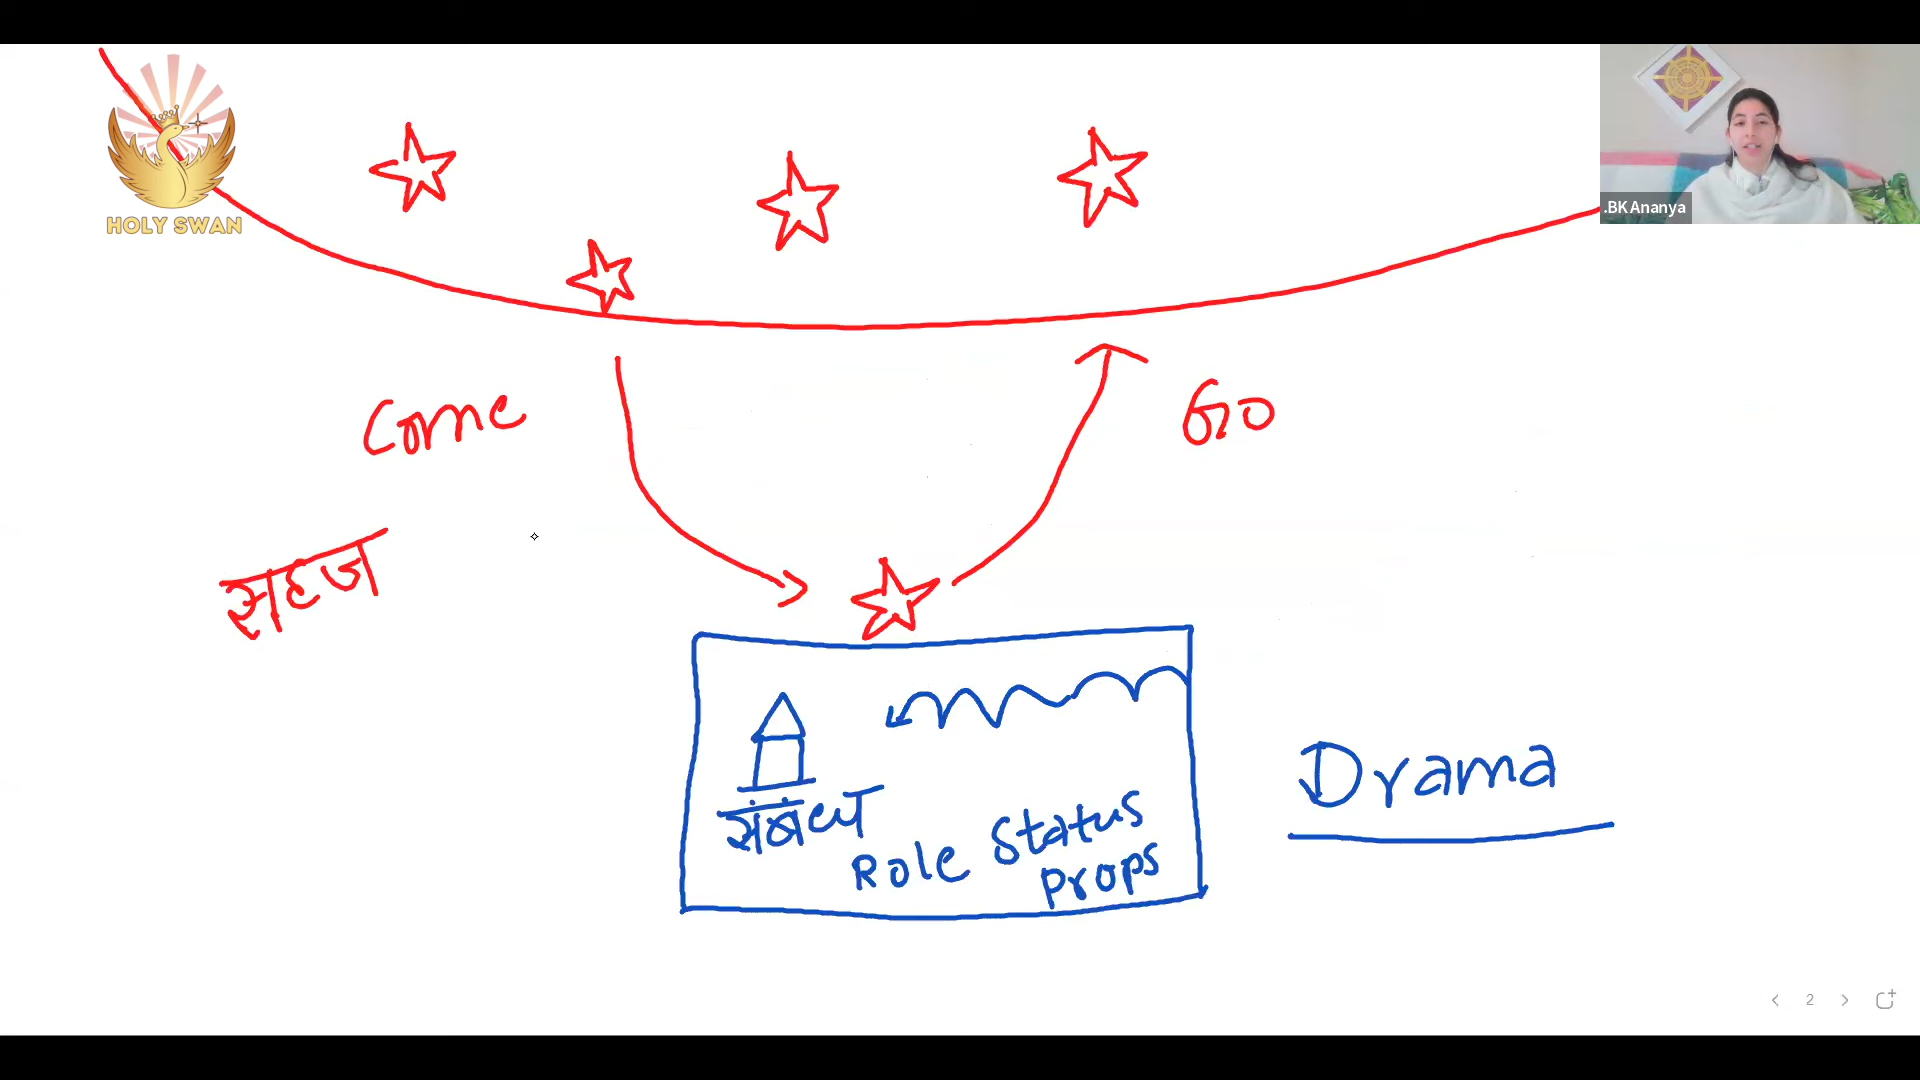 HOLY SWAN
.BK Ananya
Come
Go
सहज
संबंध
Role Status
Props
Drama
2